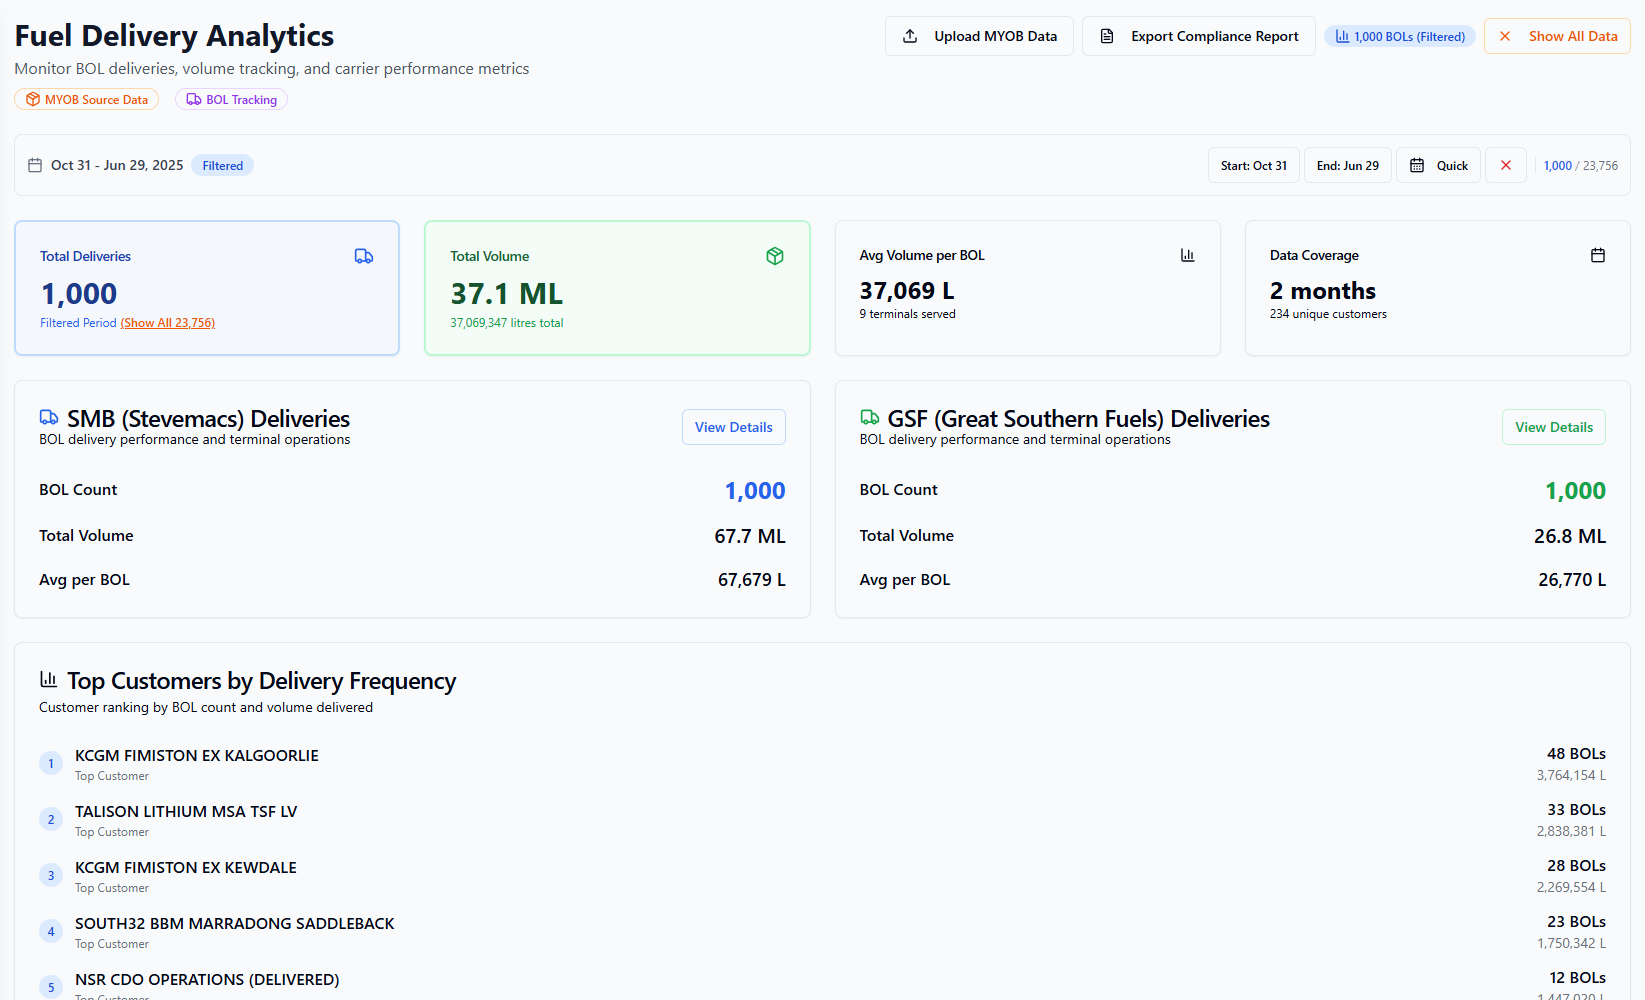 Fuel Delivery Analytics
Monitor BOL deliveries, volume tracking, and carrier performance metrics
MYOB Source Data
BOL Tracking
Upload MYOB Data
Export Compliance Report
1,000 BOLs (Filtered)
Show All Data
Oct 31 - Jun 29, 2025
Filtered
Start: Oct 31
End: Jun 29
Quick
1,000 / 23,756
Total Deliveries
1,000
Filtered Period (Show All 23,756)
Total Volume
37.1 ML
37,069,347 litres total
Avg Volume per BOL
37,069 L
9 terminals served
Data Coverage
2 months
234 unique customers
SMB (Stevemacs) Deliveries
BOL delivery performance and terminal operations
View Details
BOL Count
1,000
Total Volume
67.7 ML
Avg per BOL
67,679 L
GSF (Great Southern Fuels) Deliveries
BOL delivery performance and terminal operations
View Details
BOL Count
1,000
Total Volume
26.8 ML
Avg per BOL
26,770 L
Top Customers by Delivery Frequency
Customer ranking by BOL count and volume delivered
1
KCGM FIMISTON EX KALGOORLIE
Top Customer
48 BOLs
3,764,154 L
2
TALISON LITHIUM MSA TSF LV
Top Customer
33 BOLs
2,838,381 L
3
KCGM FIMISTON EX KEWDALE
Top Customer
28 BOLs
2,269,554 L
4
SOUTH32 BBM MARRADONG SADDLEBACK
Top Customer
23 BOLs
1,750,342 L
5
NSR CDO OPERATIONS (DELIVERED)
Top Customer
12 BOLs
1,447,020 L